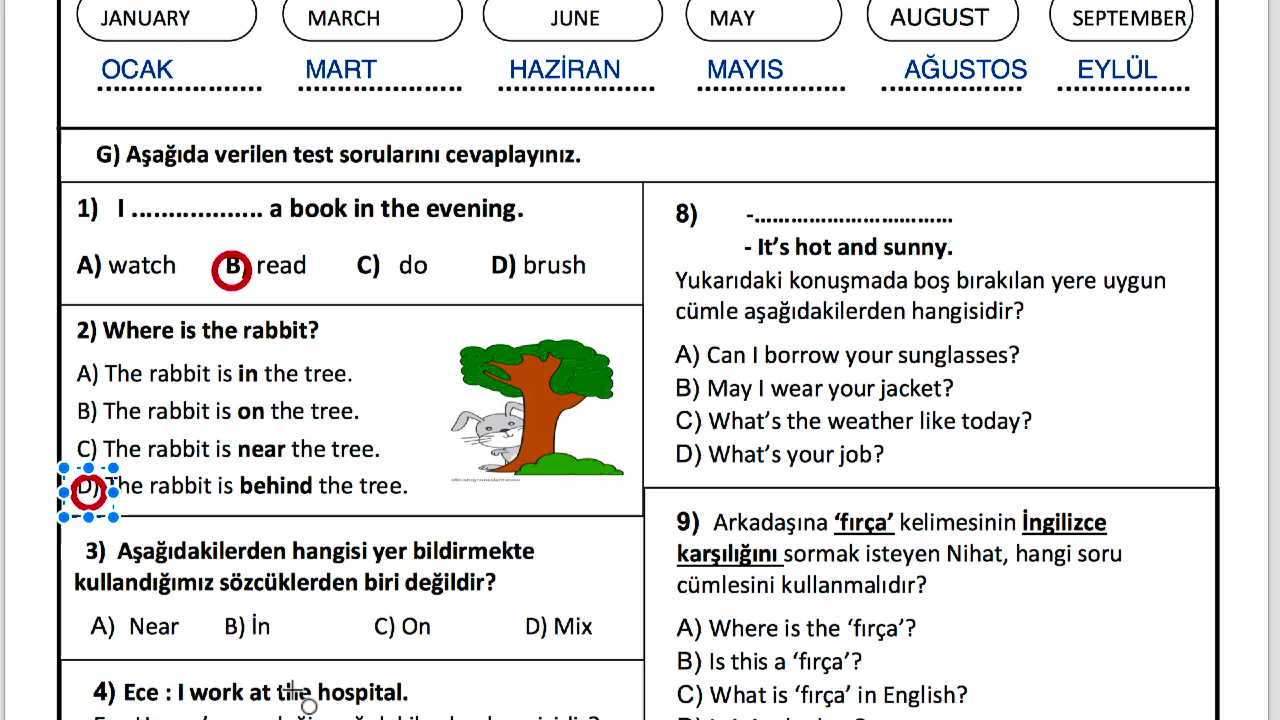 JANUARY MARCH JUNE MAY AUGUST SEPTEMBER
OCAK MART HAZİRAN MAYIS AĞUSTOS EYLÜL
G) Aşağıda verilen test sorularını cevaplayınız.
1) I .................. a book in the evening.
A) watch B) read C) do D) brush
2) Where is the rabbit?
A) The rabbit is in the tree.
B) The rabbit is on the tree.
C) The rabbit is near the tree.
D) The rabbit is behind the tree.
3) Aşağıdakilerden hangisi yer bildirmekte
kullandığımız sözcüklerden biri değildir?
A) Near B) İn C) On D) Mix
4) Ece : I work at the hospital.
8) -................................
- It's hot and sunny.
Yukarıdaki konuşmada boş bırakılan yere uygun
cümle aşağıdakilerden hangisidir?
A) Can I borrow your sunglasses?
B) May I wear your jacket?
C) What's the weather like today?
D) What's your job?
9) Arkadaşına ‘fırça’ kelimesinin İngilizce
karşılığını sormak isteyen Nihat, hangi soru
cümlesini kullanmalıdır?
A) Where is the ‘fırça’?
B) Is this a ‘fırça’?
C) What is ‘fırça’ in English?